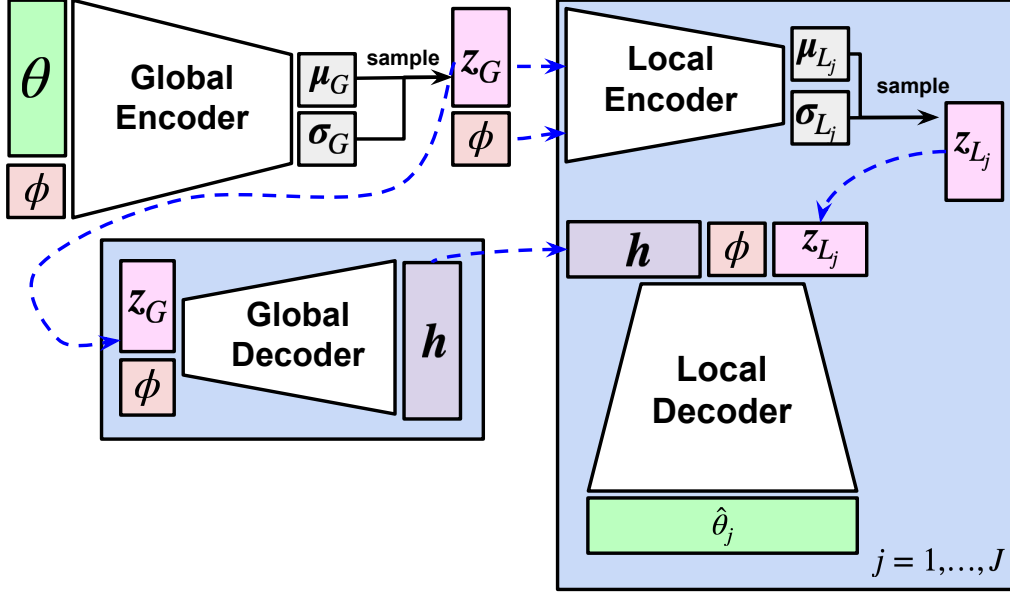 θ
ϕ
Global
Encoder
μ_G
σ_G
sample
z_G
ϕ
Local
Encoder
μ_{L_j}
σ_{L_j}
sample
z_{L_j}
z_G
ϕ
Global
Decoder
h
h
ϕ
z_{L_j}
Local
Decoder
θ̂_j
j = 1,…,J